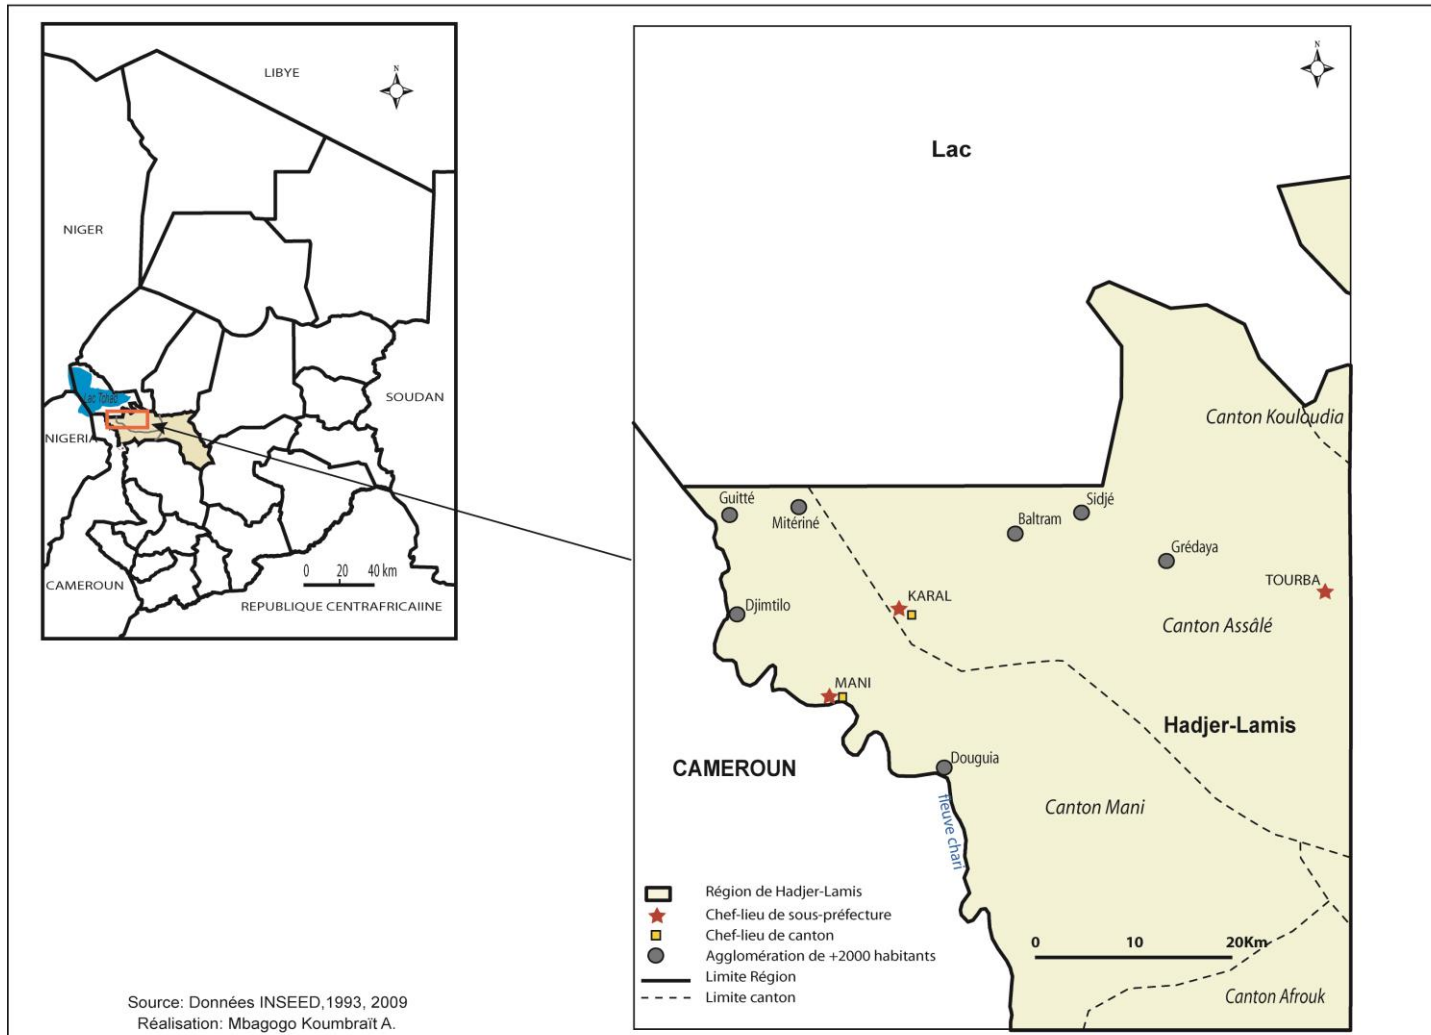 N
LIBYE
NIGER
Lac Tchad
SOUDAN
NIGERIA
0 20 40 km
CAMEROUN
REPUBLIQUE CENTRAFRICAIINE
N
Lac
Canton Kouloudia
Guitté
Mitériné
Sidjé
Baltram
Grédaya
TOURBA
KARAL
Djimtilo
Canton Assâlé
MANI
Hadjer-Lamis
CAMEROUN
Douguia
fleuve chari
Canton Mani
Région de Hadjer-Lamis
Chef-lieu de sous-préfecture
Chef-lieu de canton
Agglomération de +2000 habitants
Limite Région
Limite canton
0 10 20Km
Canton Afrouk
Source: Données INSEED,1993, 2009
Réalisation: Mbagogo Koumbraït A.